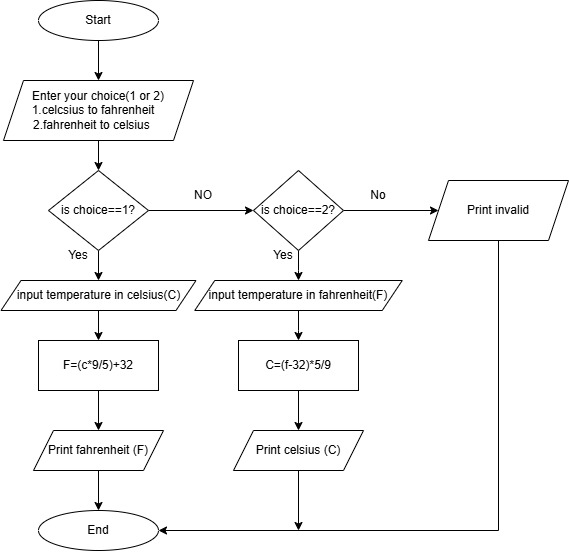 Start
Enter your choice(1 or 2)
1.celcsius to fahrenheit
2.fahrenheit to celsius
is choice==1?
NO
is choice==2?
No
Print invalid
Yes
Yes
input temperature in celsius(C)
input temperature in fahrenheit(F)
F=(c*9/5)+32
C=(f-32)*5/9
Print fahrenheit (F)
Print celsius (C)
End